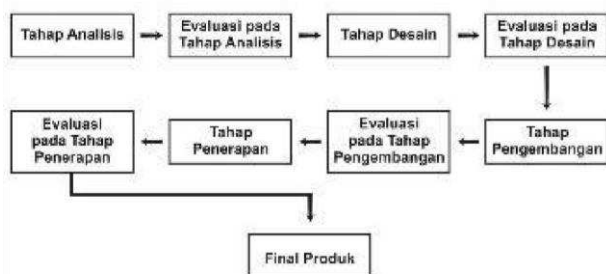 Tahap Analisis
Evaluasi pada
Tahap Analisis
Tahap Desain
Evaluasi pada
Tahap Desain
Tahap
Pengembangan
Evaluasi
pada Tahap
Pengembangan
Tahap
Penerapan
Evaluasi
pada Tahap
Penerapan
Final Produk